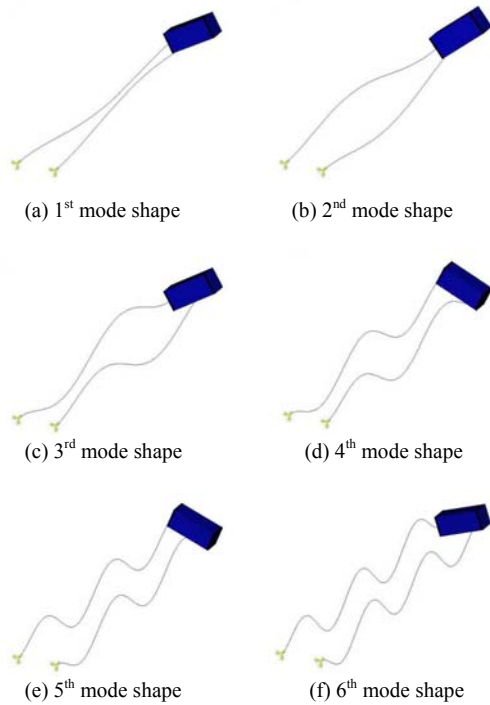 (a) 1st mode shape
(b) 2nd mode shape
(c) 3rd mode shape
(d) 4th mode shape
(e) 5th mode shape
(f) 6th mode shape